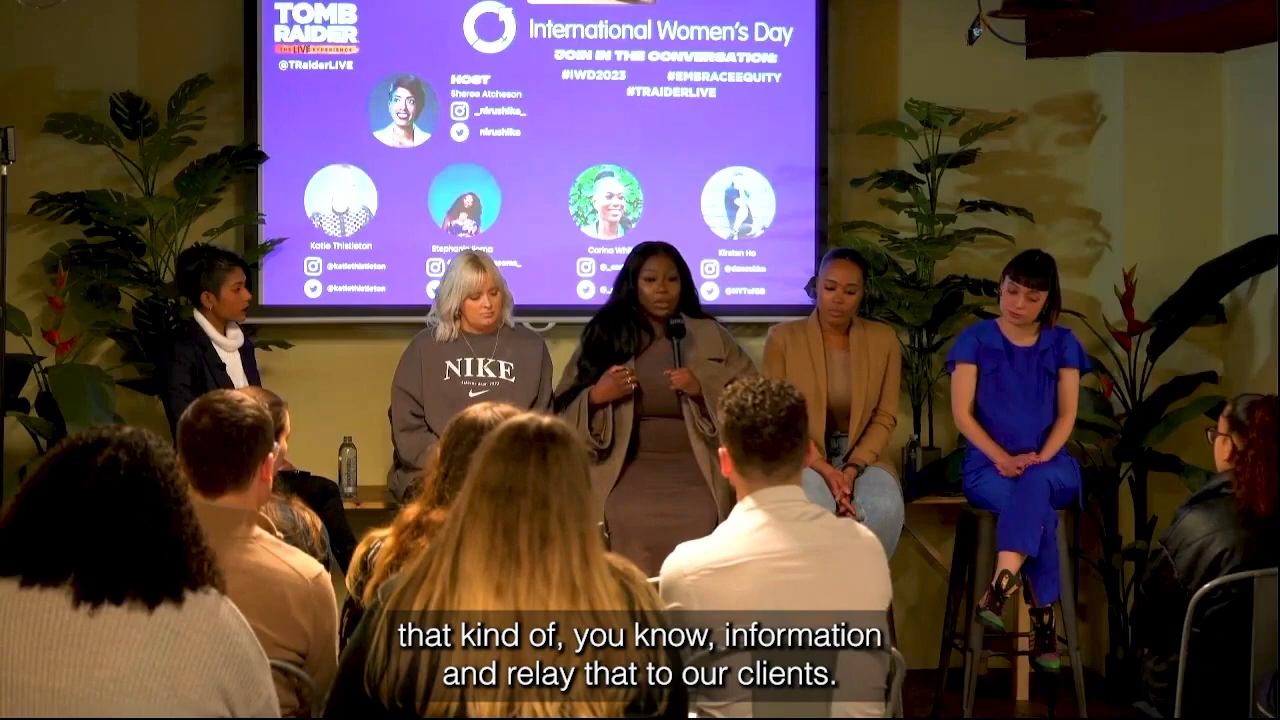 TOMB
RAIDER
THE LIVE EXPERIENCE
@TRaiderLIVE
International Women's Day
JOIN IN THE CONVERSATION:
#IWD2023 #EMBRACEEQUITY
#TRAIDERLIVE
HOST
Sheree Atcheson
_nirushika_
nirushika
Katie Thistleton
@katiethistleton
@katiethistleton
Carina
Kirsten Ho
NIKE
that kind of, you know, information
and relay that to our clients.